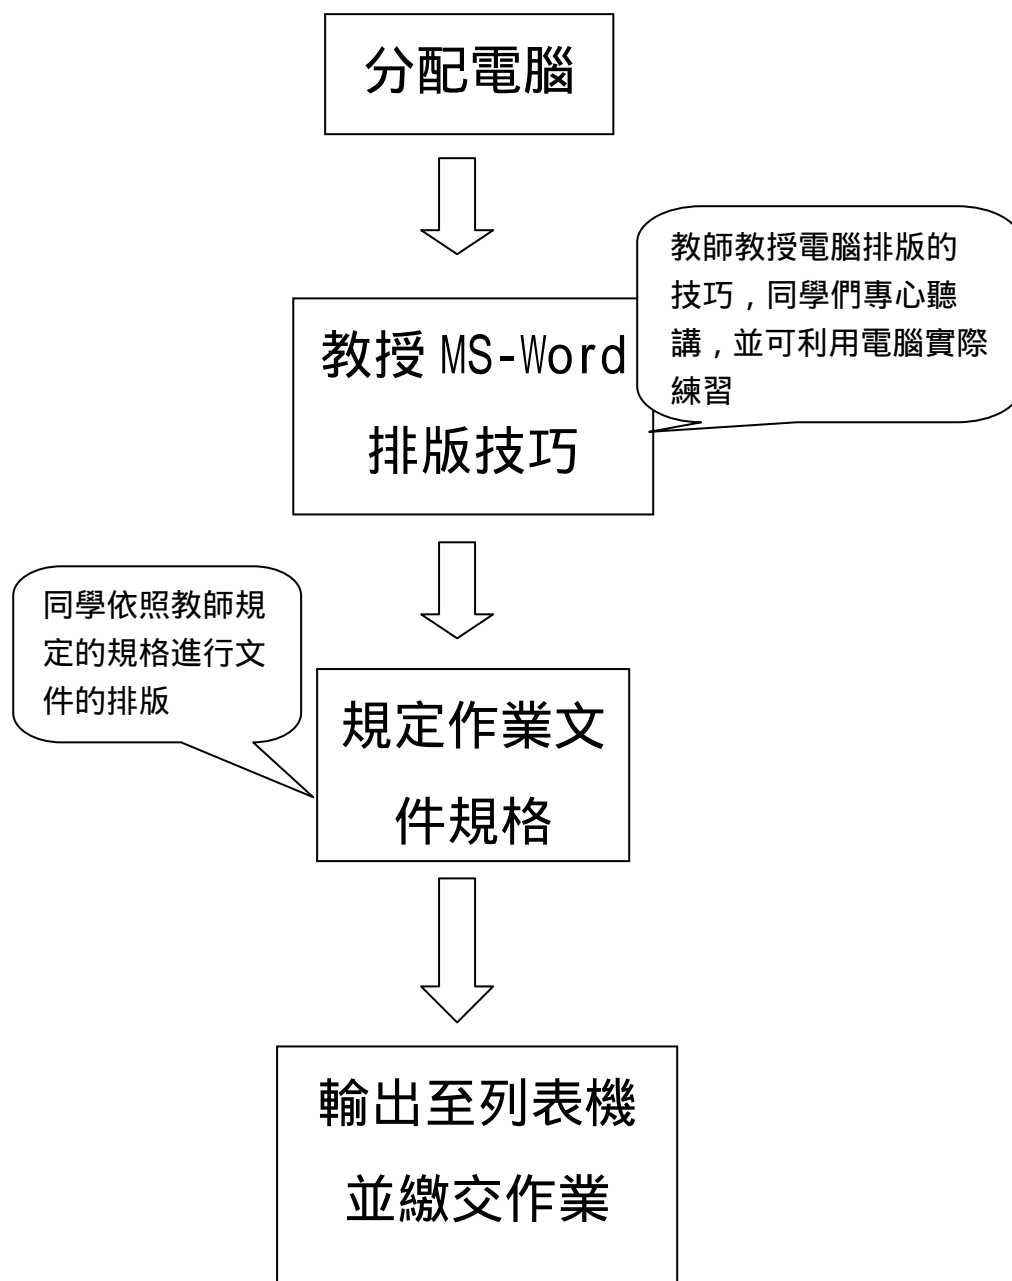 分配電腦
教師教授電腦排版的
技巧，同學們專心聽
講，並可利用電腦實際
練習
教授 MS-Word
排版技巧
同學依照教師規
定的規格進行文
件的排版
規定作業文
件規格
輸出至列表機
並繳交作業